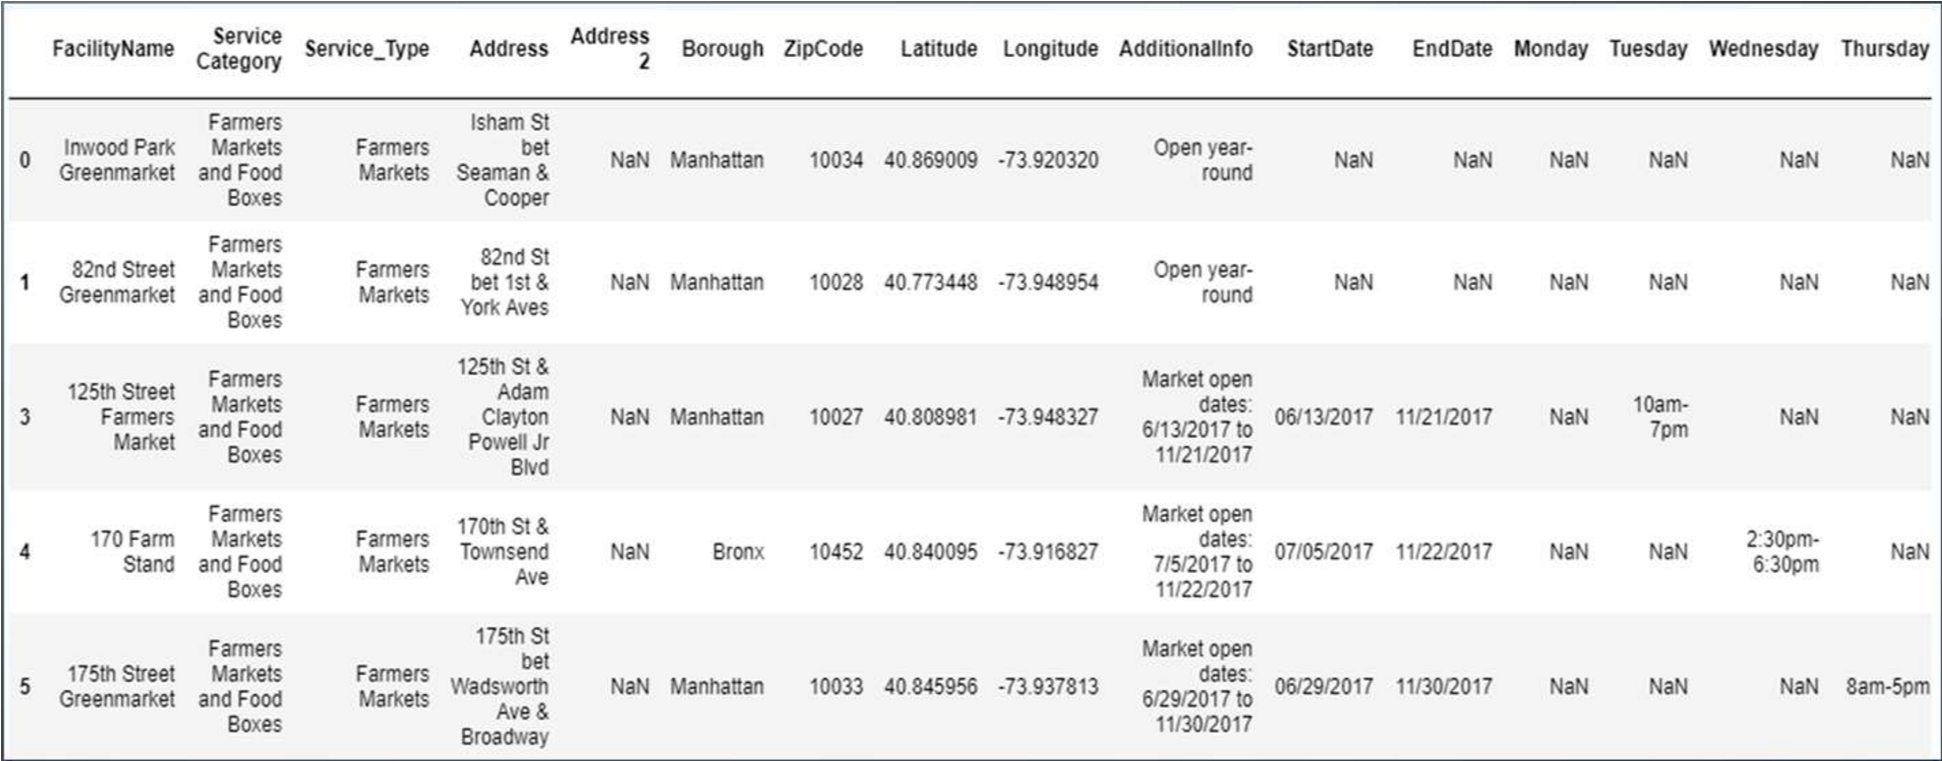 FacilityName Service Category Service_Type Address Address 2 Borough ZipCode Latitude Longitude AdditionalInfo StartDate EndDate Monday Tuesday Wednesday Thursday
0 Inwood Park Greenmarket Farmers Markets and Food Boxes Farmers Markets Isham St bet Seaman & Cooper NaN Manhattan 10034 40.869009 -73.920320 Open year-round NaN NaN NaN NaN NaN NaN
1 82nd Street Greenmarket Farmers Markets and Food Boxes Farmers Markets 82nd St bet 1st & York Aves NaN Manhattan 10028 40.773448 -73.948954 Open year-round NaN NaN NaN NaN NaN NaN
3 125th Street Farmers Market Farmers Markets and Food Boxes Farmers Markets 125th St & Adam Clayton Powell Jr Blvd NaN Manhattan 10027 40.808981 -73.948327 Market open dates: 6/13/2017 to 11/21/2017 06/13/2017 11/21/2017 NaN 10am-7pm NaN NaN
4 170 Farm Stand Farmers Markets and Food Boxes Farmers Markets 170th St & Townsend Ave NaN Bronx 10452 40.840095 -73.916827 Market open dates: 7/5/2017 to 11/22/2017 07/05/2017 11/22/2017 NaN NaN 2:30pm-6:30pm NaN
5 175th Street Greenmarket Farmers Markets and Food Boxes Farmers Markets 175th St bet Wadsworth Ave & Broadway NaN Manhattan 10033 40.845956 -73.937813 Market open dates: 6/29/2017 to 11/30/2017 06/29/2017 11/30/2017 NaN NaN NaN 8am-5pm